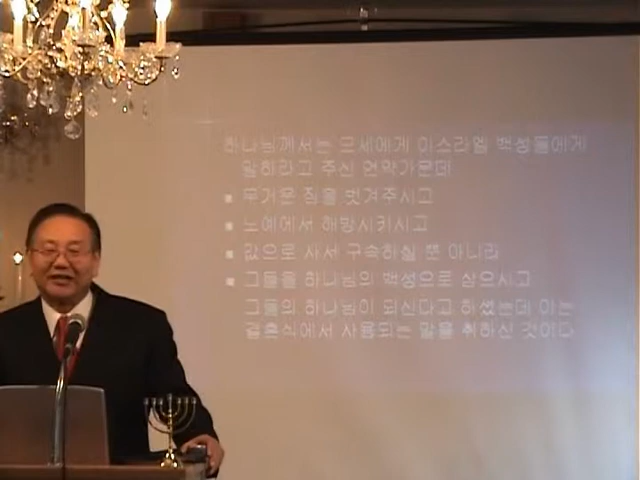 하나님께서는 모세에게 이스라엘 백성들에게
말하라고 주신 언약가운데
▪ 무거운 짐을 벗겨주시고
▪ 노예에서 해방시키시고
▪ 값으로 사서 구속하실 뿐 아니라
▪ 그들을 하나님의 백성으로 삼으시고
그들의 하나님이 되신다고 하셨는데 이는
결혼식에서 사용되는 말을 취하신 것이다